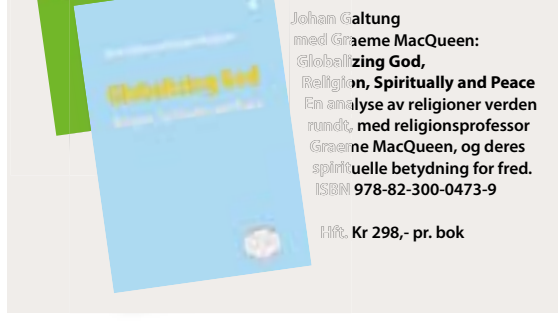 Globalizing God
Johan Galtung
med Graeme MacQueen:
Globalizing God,
Religion, Spiritually and Peace
En analyse av religioner verden
rundt, med religionsprofessor
Graeme MacQueen, og deres
spirituelle betydning for fred.
ISBN 978-82-300-0473-9
Hft. Kr 298,- pr. bok